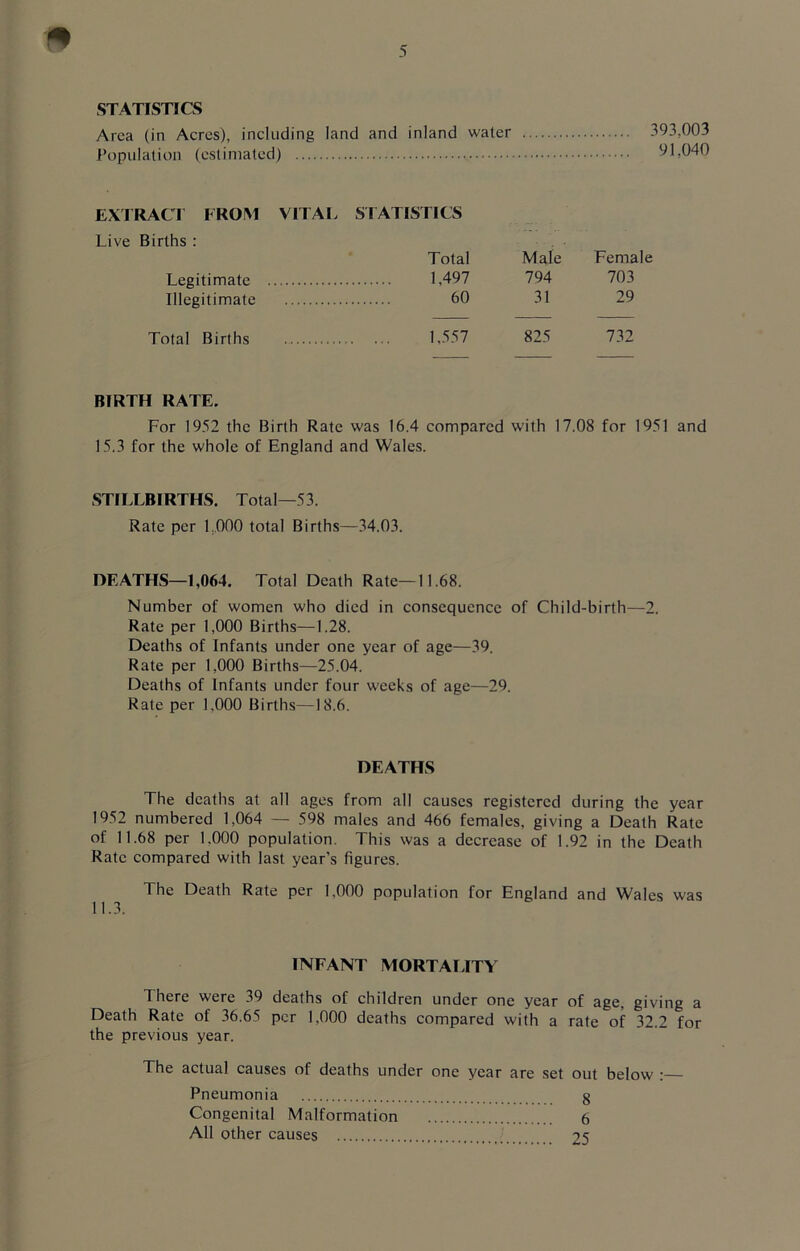 5
STATISTICS
Area (in Acres), including land and inland water ................... 393,003
Population (estimated) ................................................................. 91,040
EXTRACT FROM VITAL STATISTICS
Live Births :
Total Male Female
Legitimate ................... 1,497 794 703
Illegitimate ................... 60 31 29
Total Births ............ ... 1,557 825 732
BIRTH RATE.
For 1952 the Birth Rate was 16.4 compared with 17.08 for 1951 and
15.3 for the whole of England and Wales.
STILLBIRTHS. Total—53.
Rate per 1,000 total Births—34.03.
DEATHS—1,064. Total Death Rate—11.68.
Number of women who died in consequence of Child-birth—2.
Rate per 1,000 Births—1.28.
Deaths of Infants under one year of age—39.
Rate per 1,000 Births—25.04.
Deaths of Infants under four weeks of age—29.
Rate per 1,000 Births—18.6.
DEATHS
The deaths at all ages from all causes registered during the year
1952 numbered 1,064 — 598 males and 466 females, giving a Death Rate
of 11.68 per 1,000 population. This was a decrease of 1.92 in the Death
Rate compared with last year's figures.
The Death Rate per 1,000 population for England and Wales was
11.3.
INFANT MORTALITY
There were 39 deaths of children under one year of age, giving a
Death Rate of 36.65 per 1,000 deaths compared with a rate of 32.2 for
the previous year.
The actual causes of deaths under one year are set out below :—
Pneumonia ........................................ 8
Congenital Malformation .................... 6
All other causes .................................. 25